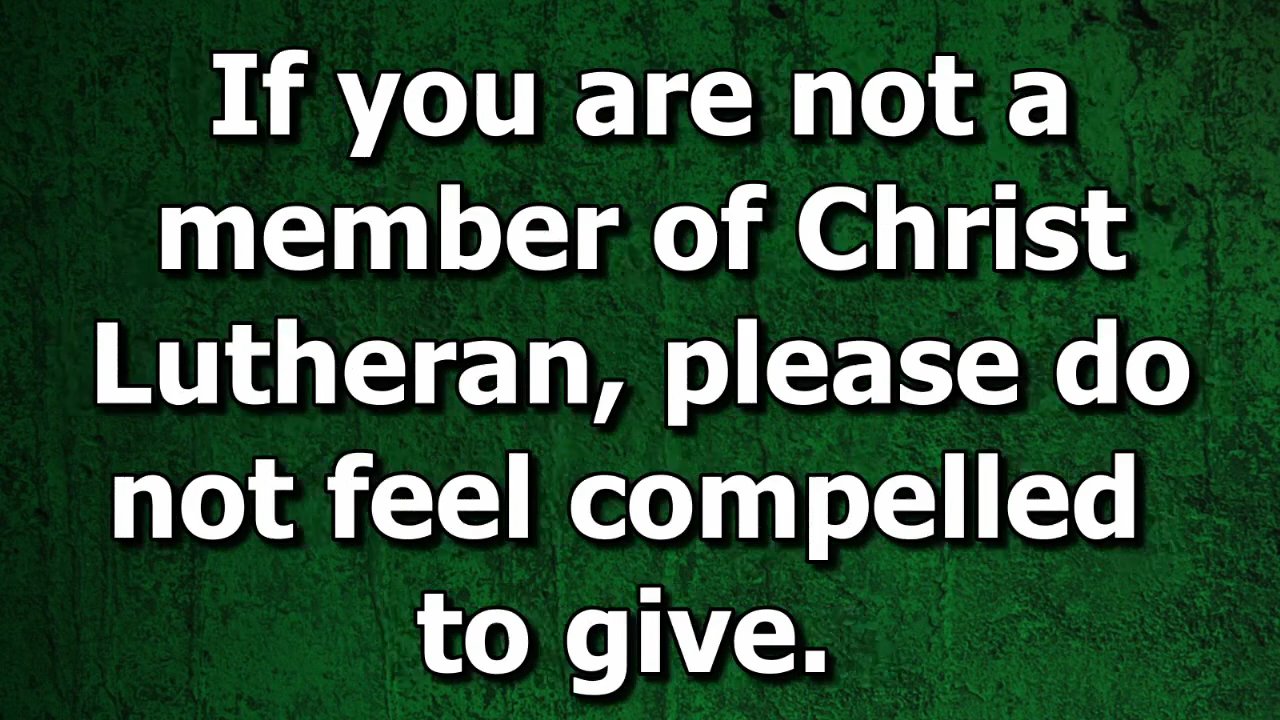 If you are not a
member of Christ
Lutheran, please do
not feel compelled
to give.